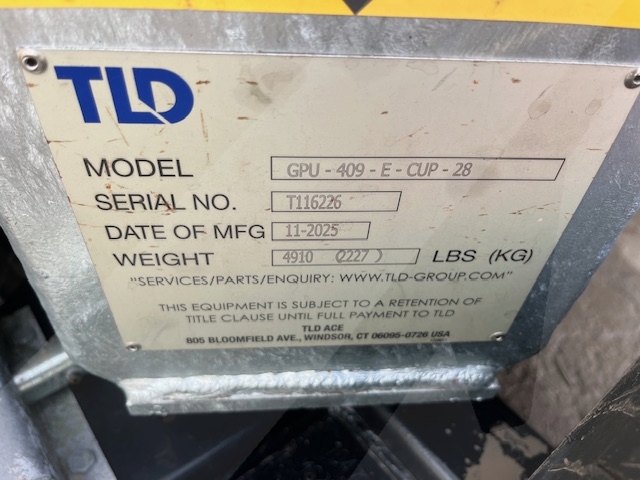 TLD
MODEL GPU - 409 - E - CUP - 28
SERIAL NO. T116226
DATE OF MFG 11-2025
WEIGHT 4910 (2227) LBS (KG)
"SERVICES/PARTS/ENQUIRY: WWW.TLD-GROUP.COM"
THIS EQUIPMENT IS SUBJECT TO A RETENTION OF
TITLE CLAUSE UNTIL FULL PAYMENT TO TLD
TLD ACE
805 BLOOMFIELD AVE., WINDSOR, CT 06095-0726 USA